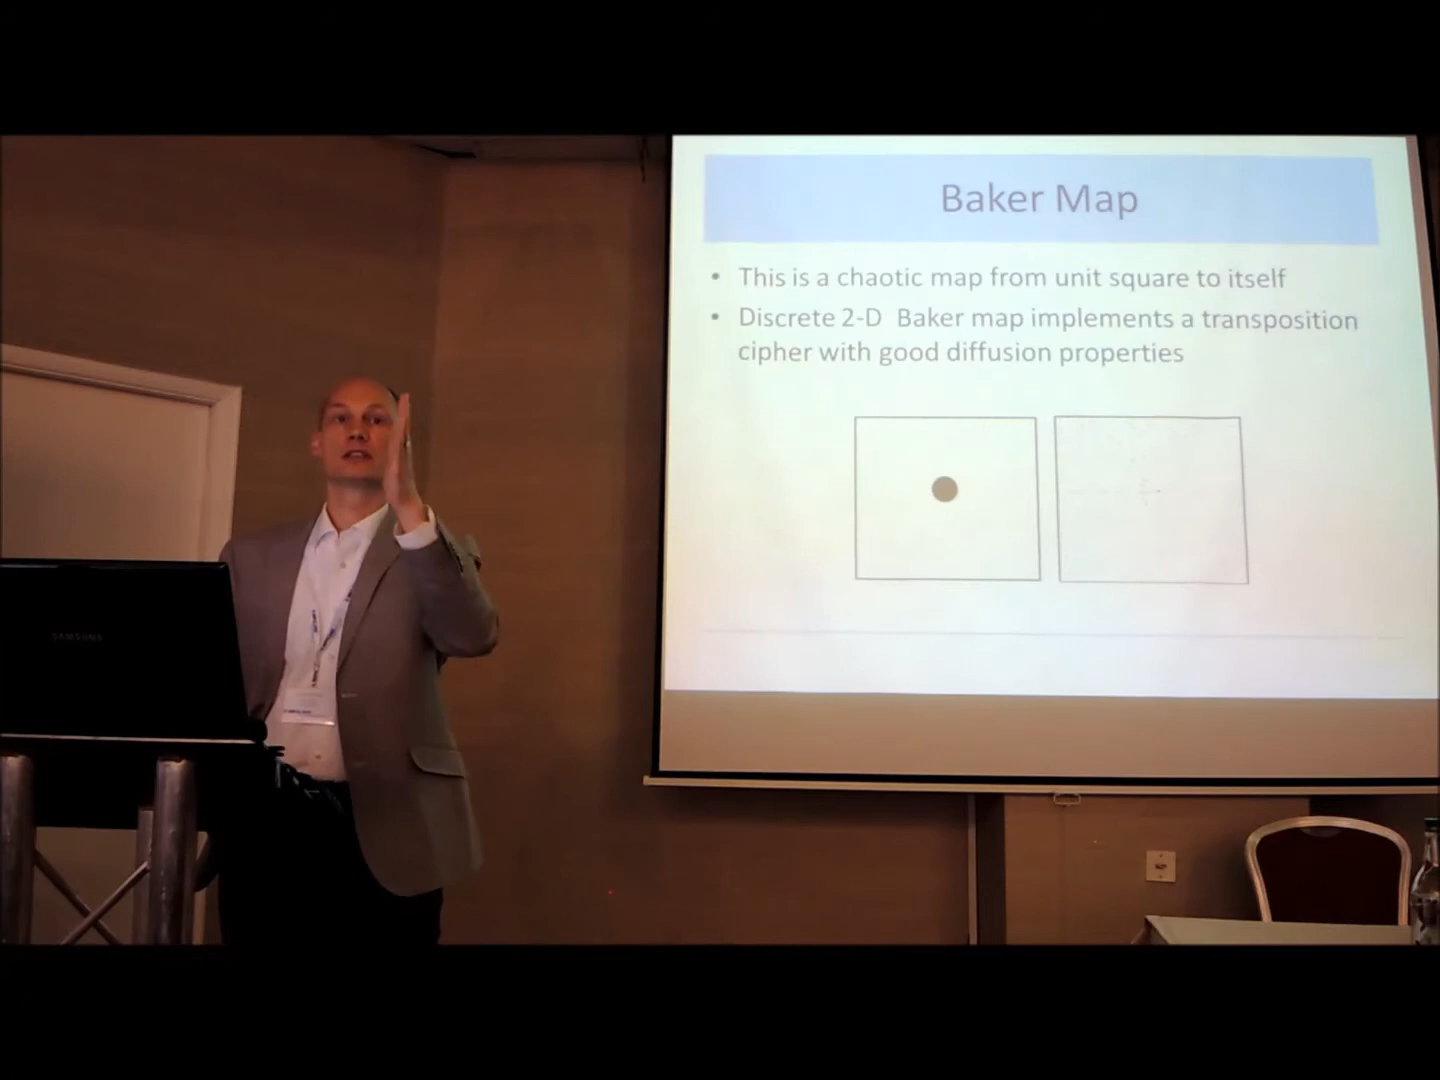 Baker Map
• This is a chaotic map from unit square to itself
• Discrete 2-D Baker map implements a transposition
cipher with good diffusion properties
SAMSUNG